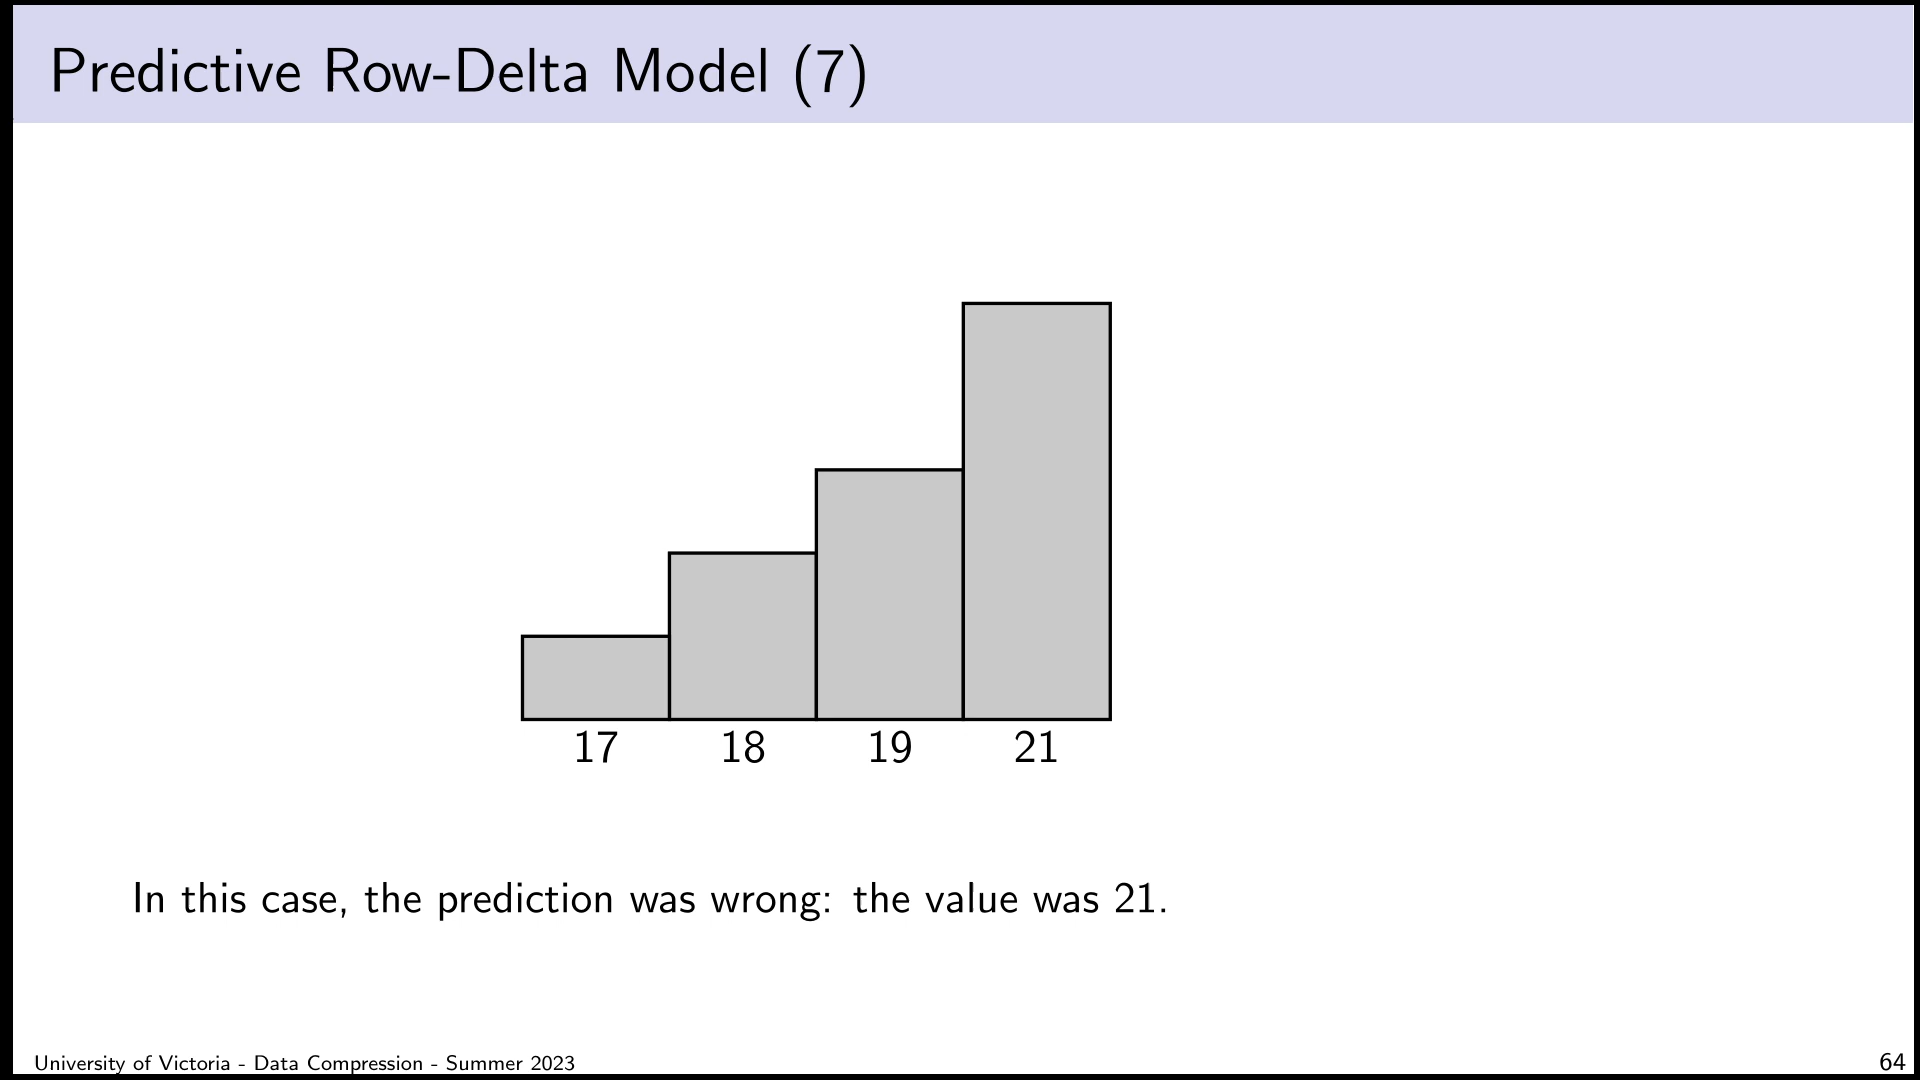 Predictive Row-Delta Model (7)
17 18 19 21
In this case, the prediction was wrong: the value was 21.
University of Victoria - Data Compression - Summer 2023 64